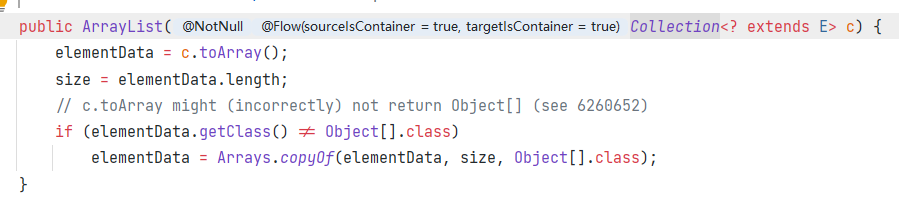 public ArrayList( @NotNull @Flow(sourceIsContainer = true, targetIsContainer = true) Collection<? extends E> c) {
    elementData = c.toArray();
    size = elementData.length;
    // c.toArray might (incorrectly) not return Object[] (see 6260652)
    if (elementData.getClass() ≠ Object[].class)
        elementData = Arrays.copyOf(elementData, size, Object[].class);
}